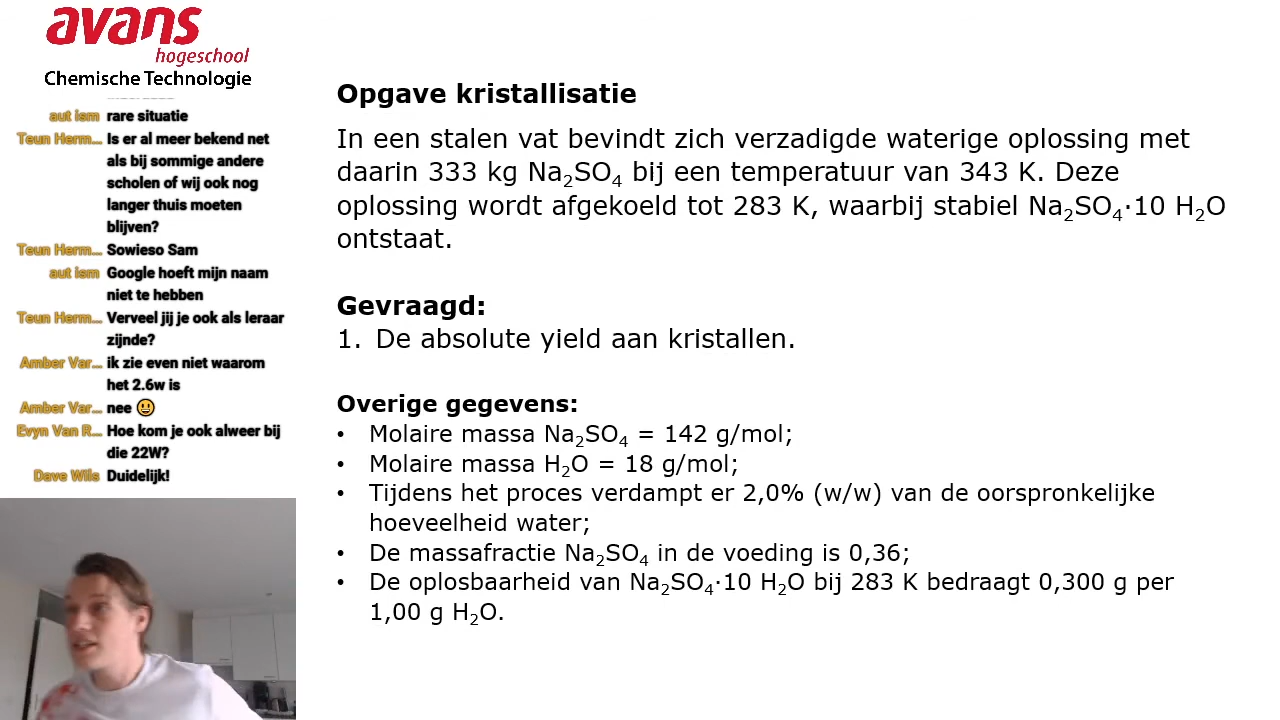 avans
hogeschool
Chemische Technologie
aut ism rare situatie
Teun Herm... Is er al meer bekend net
als bij sommige andere
scholen of wij ook nog
langer thuis moeten
blijven?
Teun Herm... Sowieso Sam
aut ism Google hoeft mijn naam
niet te hebben
Teun Herm... Verveel jij je ook als leraar
zijnde?
Amber Var... ik zie even niet waarom
het 2.6w is
Amber Var... nee 😀
Evyn Van R... Hoe kom je ook alweer bij
die 22W?
Dave Wils Duidelijk!
Opgave kristallisatie
In een stalen vat bevindt zich verzadigde waterige oplossing met
daarin 333 kg Na₂SO₄ bij een temperatuur van 343 K. Deze
oplossing wordt afgekoeld tot 283 K, waarbij stabiel Na₂SO₄·10 H₂O
ontstaat.
Gevraagd:
1. De absolute yield aan kristallen.
Overige gegevens:
• Molaire massa Na₂SO₄ = 142 g/mol;
• Molaire massa H₂O = 18 g/mol;
• Tijdens het proces verdampt er 2,0% (w/w) van de oorspronkelijke
hoeveelheid water;
• De massafractie Na₂SO₄ in de voeding is 0,36;
• De oplosbaarheid van Na₂SO₄·10 H₂O bij 283 K bedraagt 0,300 g per
1,00 g H₂O.